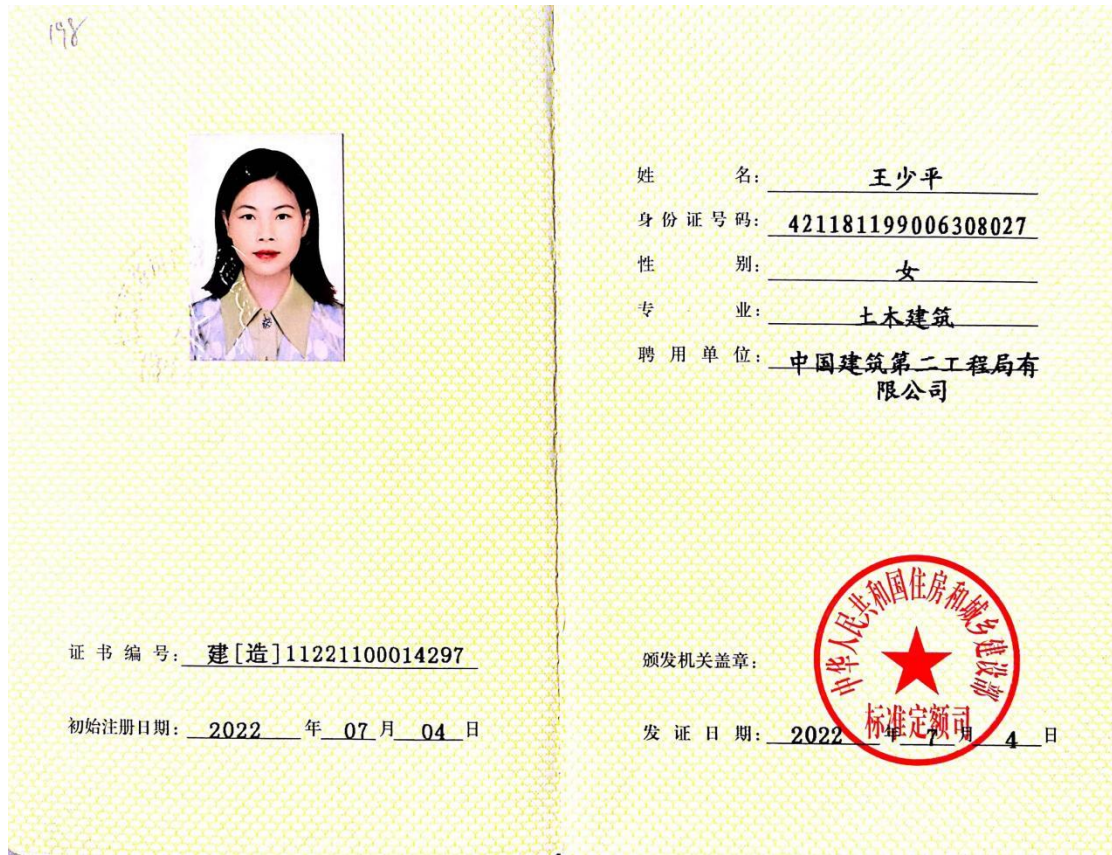 198
证书编号: 建[造]11221100014297
初始注册日期: 2022 年 07 月 04 日
姓名: 王少平
身份证号码: 421181199006308027
性别: 女
专业: 土木建筑
聘用单位: 中国建筑第二工程局有
限公司
中华人民共和国住房和城乡建设部
颁发机关盖章:
标准定额司
发证日期: 2022 年 7 月 4 日